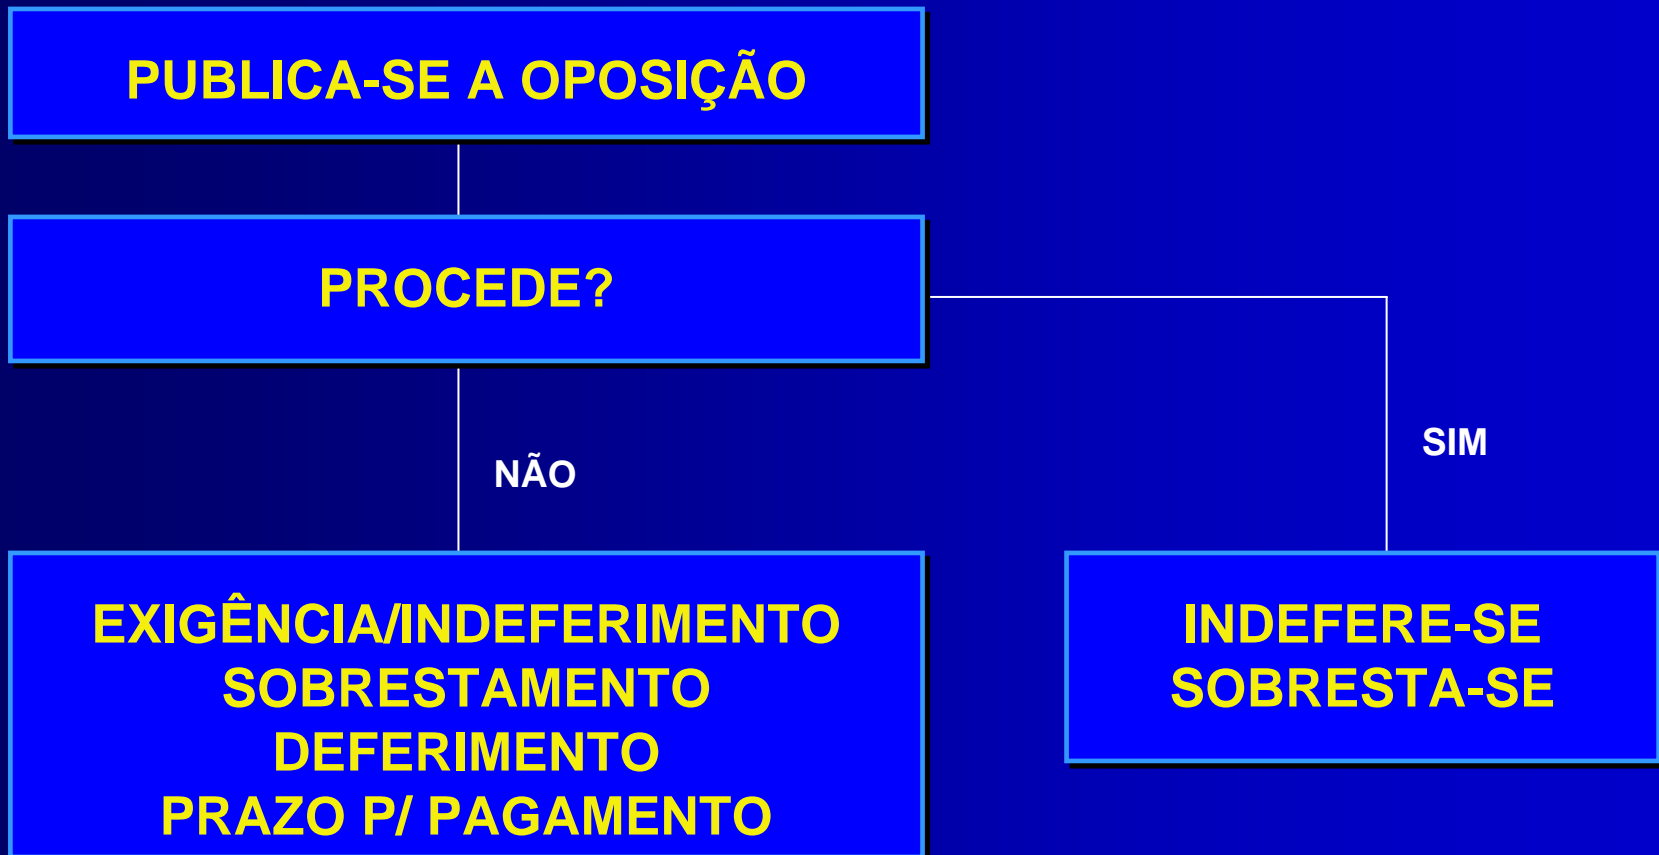 PUBLICA-SE A OPOSIÇÃO
PROCEDE?
NÃO
SIM
EXIGÊNCIA/INDEFERIMENTO
SOBRESTAMENTO
DEFERIMENTO
PRAZO P/ PAGAMENTO
INDEFERE-SE
SOBRESTA-SE